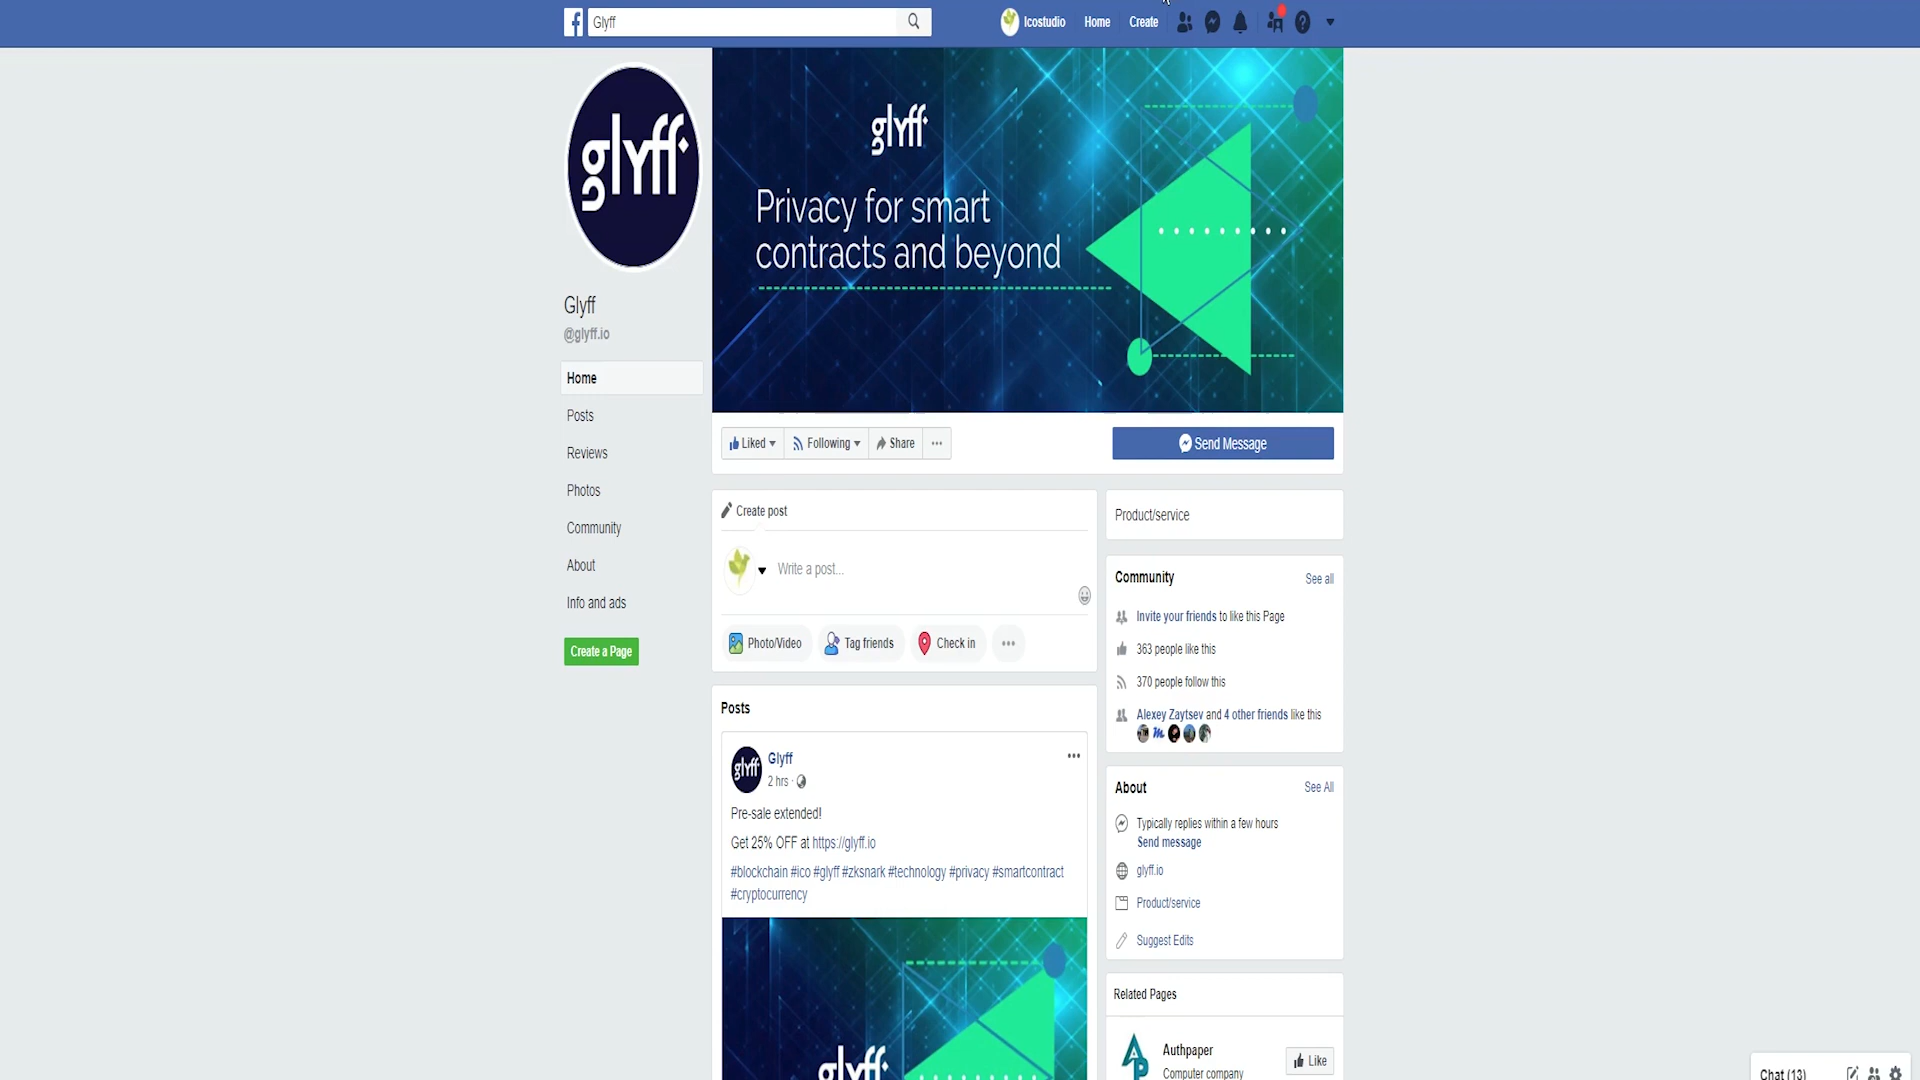 Glyff
Icostudio
Home
Create
glyff
Glyff
@glyff.io
Home
Posts
Reviews
Photos
Community
About
Info and ads
Create a Page
glyff
Privacy for smart
contracts and beyond
Liked
Following
Share
Send Message
Create post
Write a post...
Photo/Video
Tag friends
Check in
Posts
glyff
Glyff
2 hrs ·
Pre-sale extended!
Get 25% OFF at https://glyff.io
#blockchain #ico #glyff #zksnark #technology #privacy #smartcontract
#cryptocurrency
glyff
Product/service
Community
See all
Invite your friends to like this Page
363 people like this
370 people follow this
Alexey Zaytsev and 4 other friends like this
About
See All
Typically replies within a few hours
Send message
glyff.io
Product/service
Suggest Edits
Related Pages
Authpaper
Computer company
Like
Chat (13)